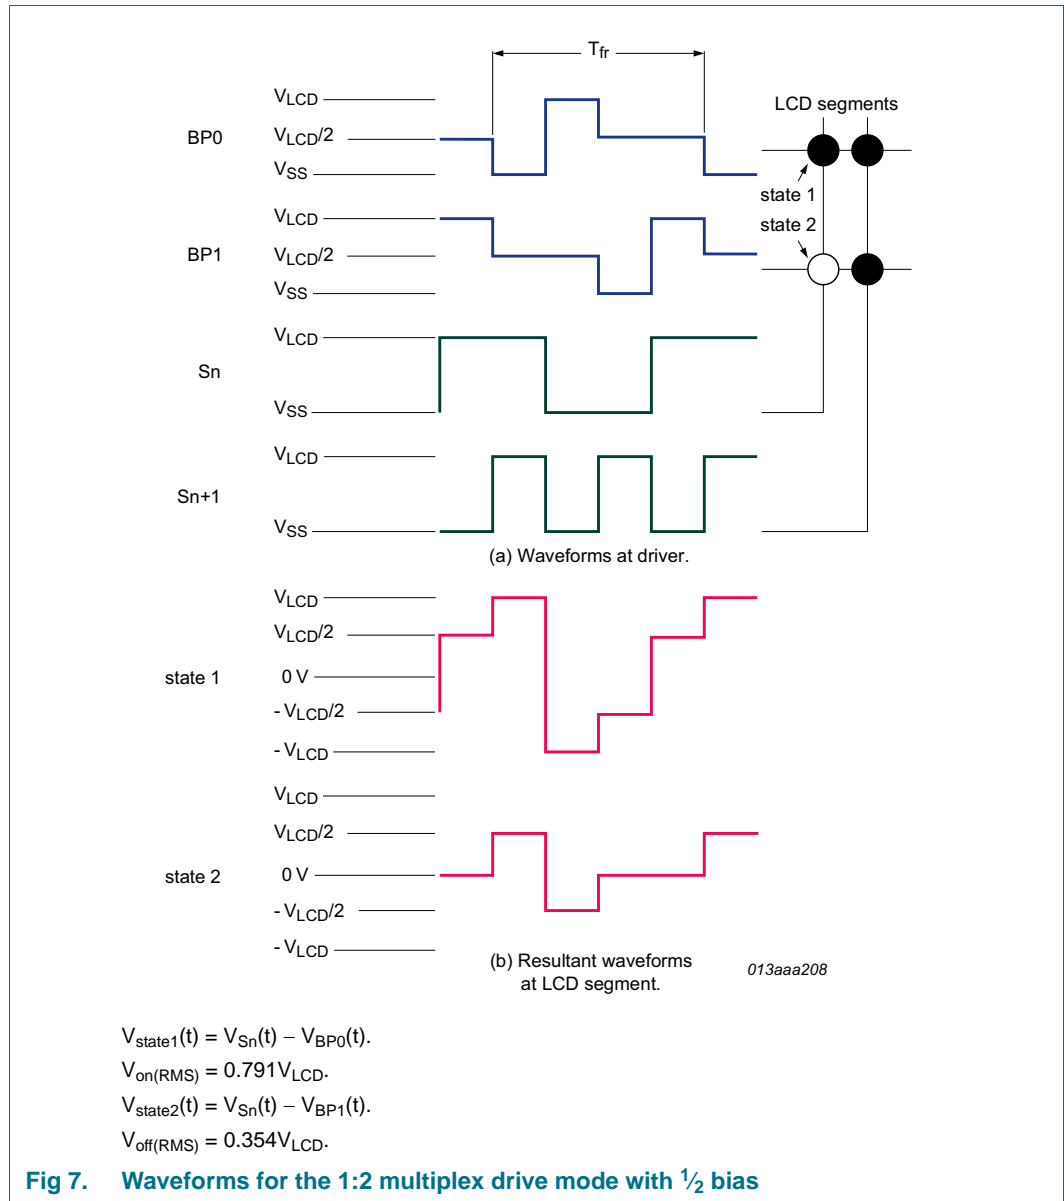 Tfr
VLCD
BP0
VLCD/2
VSS
LCD segments
state 1
state 2
VLCD
BP1
VLCD/2
VSS
VLCD
Sn
VSS
VLCD
Sn+1
VSS
(a) Waveforms at driver.
VLCD
VLCD/2
state 1
0 V
- VLCD/2
- VLCD
VLCD
VLCD/2
state 2
0 V
- VLCD/2
- VLCD
(b) Resultant waveforms
at LCD segment.
013aaa208
Vstate1(t) = VSn(t) − VBP0(t).
Von(RMS) = 0.791VLCD.
Vstate2(t) = VSn(t) − VBP1(t).
Voff(RMS) = 0.354VLCD.
Fig 7. Waveforms for the 1:2 multiplex drive mode with 1⁄2 bias